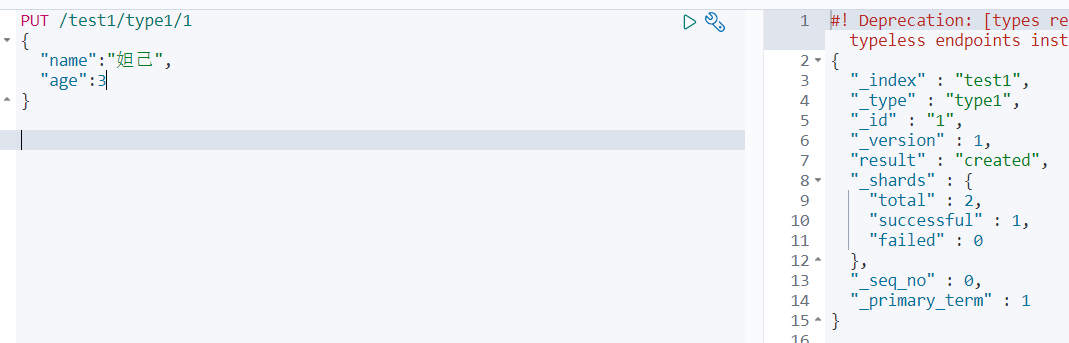 PUT /test1/type1/1
{
"name":"妲己",
"age":3
}
1 #! Deprecation: [types re
typeless endpoints inst
2 {
3 "_index" : "test1",
4 "_type" : "type1",
5 "_id" : "1",
6 "_version" : 1,
7 "result" : "created",
8 "_shards" : {
9 "total" : 2,
10 "successful" : 1,
11 "failed" : 0
12 },
13 "_seq_no" : 0,
14 "_primary_term" : 1
15 }
16